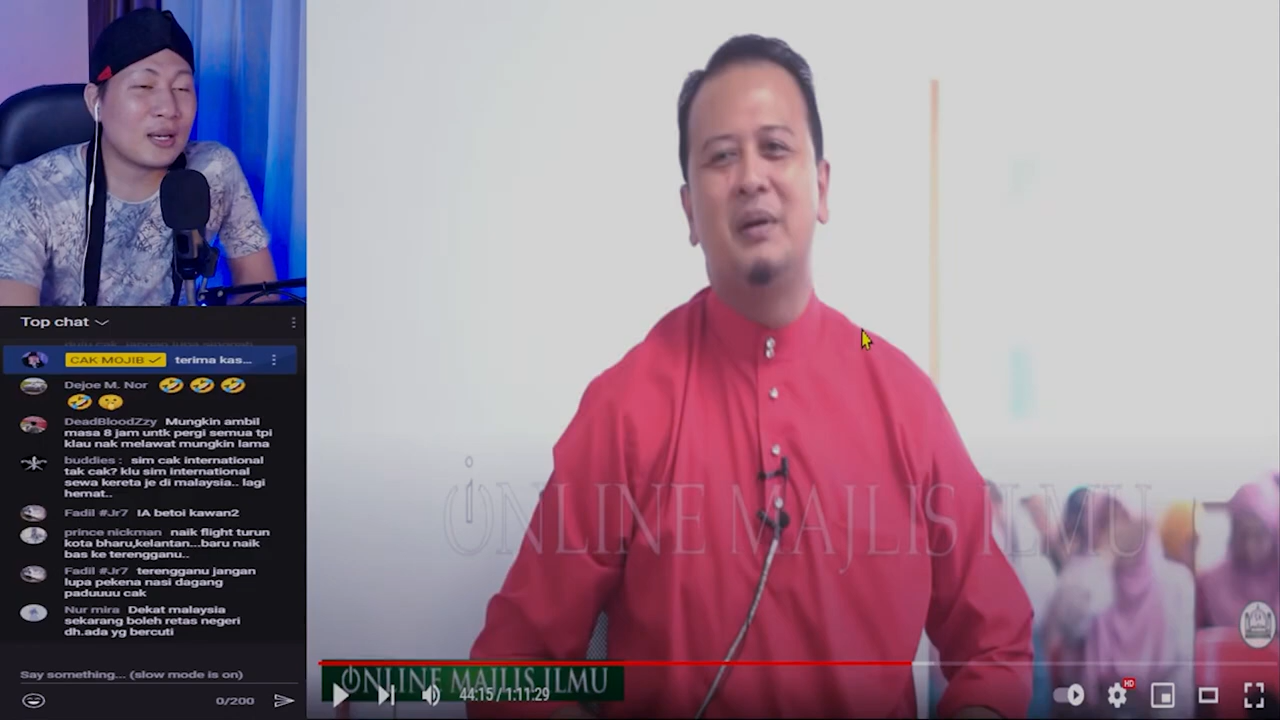 Top chat
CAK MOJIB terima kas...
Dejoe M. Nor
DeadBloodZzy Mungkin ambil
masa 8 jam untk pergi semua tpi
klau nak melawat mungkin lama
buddies : sim cak international
tak cak? klu sim international
sewa kereta je di malaysia.. lagi
hemat..
Fadil #Jr7 IA betoi kawan2
prince nickman naik flight turun
kota bharu,kelantan...baru naik
bas ke terengganu..
Fadil #Jr7 terengganu jangan
lupa pekena nasi dagang
paduuuu cak
Nur mira Dekat malaysia
sekarang boleh retas negeri
dh.ada yg bercuti
Say something... (slow mode is on)
0/200
ONLINE MAJLIS ILMU
ONLINE MAJLIS ILMU
44:15 / 1:11:29
HD